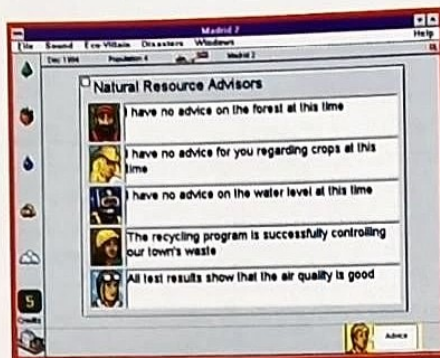 Madrid 2
File Sound Eco-Villain Disasters Windows Help
Dec 1994 Population 4 Madrid 2
Natural Resource Advisors
I have no advice on the forest at this time
I have no advice for you regarding crops at this
time
I have no advice on the water level at this time
The recycling program is successfully controlling
our town's waste
All test results show that the air quality is good
5
Credits
Advice